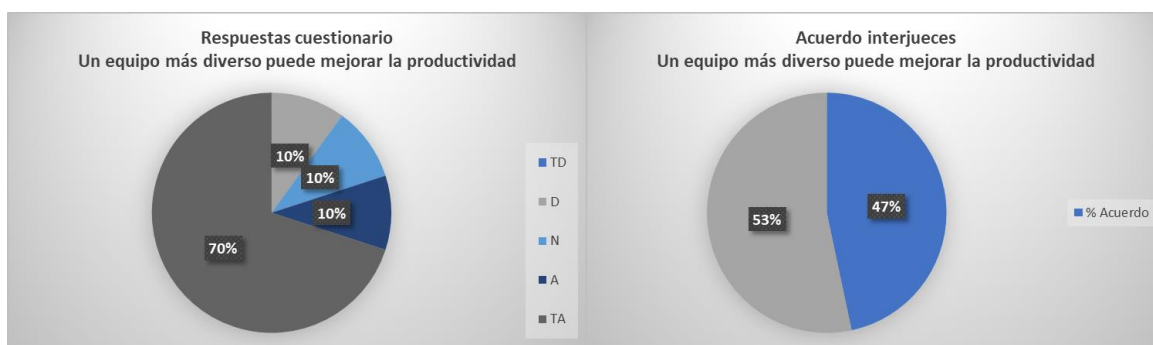 Respuestas cuestionario
Un equipo más diverso puede mejorar la productividad
10%
10%
10%
70%
TD
D
N
A
TA
Acuerdo interjueces
Un equipo más diverso puede mejorar la productividad
53%
47%
% Acuerdo